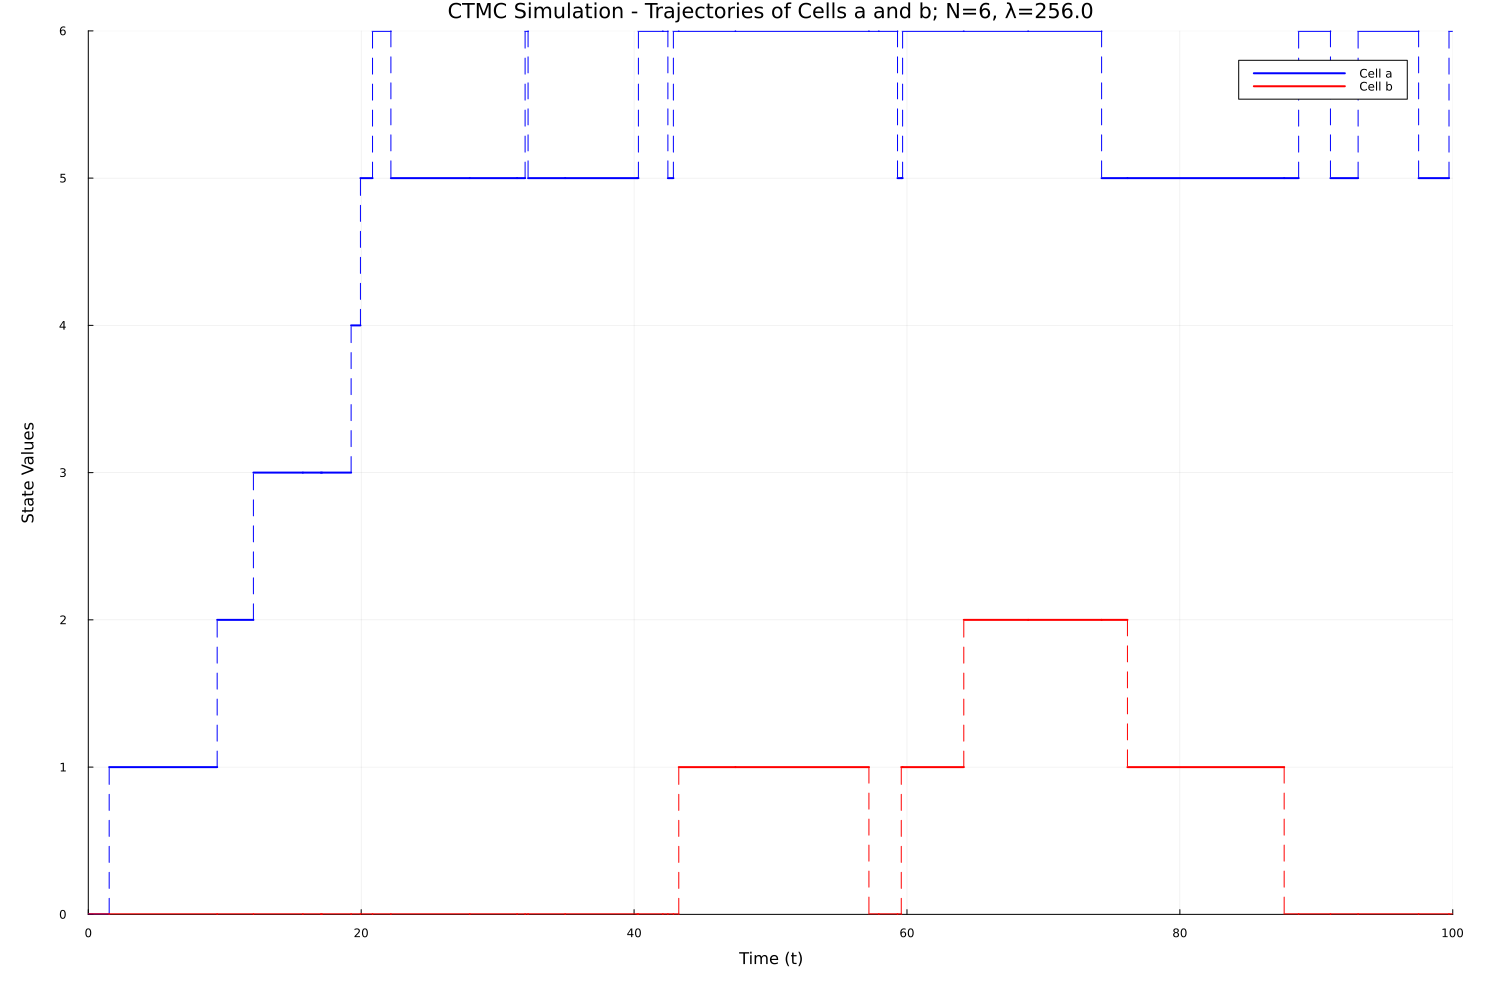 CTMC Simulation - Trajectories of Cells a and b; N=6, λ=256.0
6
Cell a
Cell b
5
4
State Values
3
2
1
0
0 20 40 60 80 100
Time (t)